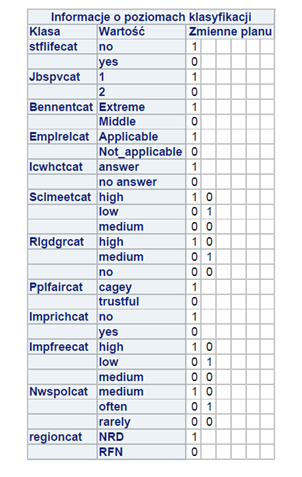 Informacje o poziomach klasyfikacji
Klasa Wartość Zmienne planu
stflifecat no 1
yes 0
Jbspvcat 1 1
2 0
Bennentcat Extreme 1
Middle 0
Emplrelcat Applicable 1
Not_applicable 0
Icwhctcat answer 1
no answer 0
Sclmeetcat high 1 0
low 0 1
medium 0 0
Rlgdgrcat high 1 0
medium 0 1
no 0 0
Pplfaircat cagey 1
trustful 0
Imprichcat no 1
yes 0
Impfreecat high 1 0
low 0 1
medium 0 0
Nwspolcat medium 1 0
often 0 1
rarely 0 0
regioncat NRD 1
RFN 0